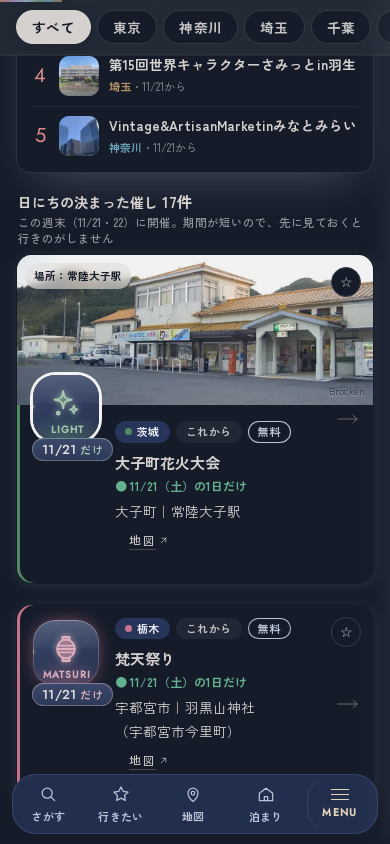 すべて
東京
神奈川
埼玉
千葉
4
第15回世界キャラクターさみっとin羽生
埼玉・11/21から
5
Vintage&ArtisanMarketinみなとみらい
神奈川・11/21から
日にちの決まった催し 17件
この週末（11/21・22）に開催。期間が短いので、先に見ておくと
行きのがしません
場所：常陸大子駅
☆
Brocken
LIGHT
11/21 だけ
茨城
これから
無料
→
大子町花火大会
11/21（土）の1日だけ
大子町｜常陸大子駅
地図 ↗
MATSURI
11/21 だけ
栃木
これから
無料
☆
梵天祭り
11/21（土）の1日だけ
宇都宮市｜羽黒山神社
（宇都宮市今里町）
→
地図 ↗
さがす
行きたい
地図
泊まり
MENU